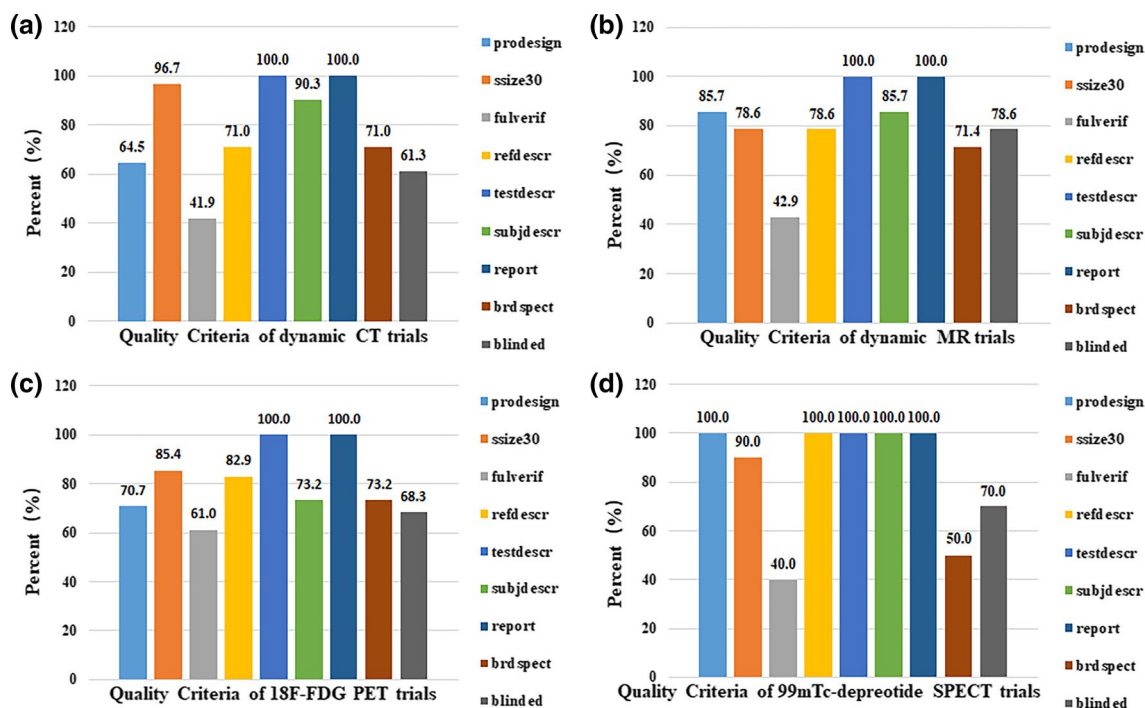 (a)
120
100
80
60
40
20
0
Percent (%)
64.5
96.7
41.9
71.0
100.0
90.3
100.0
71.0
61.3
Quality Criteria of dynamic CT trials
prodesign
ssize30
fulverif
refdescr
testdescr
subjdescr
report
brdspect
blinded
(b)
120
100
80
60
40
20
0
Percent (%)
85.7
78.6
42.9
78.6
100.0
85.7
100.0
71.4
78.6
Quality Criteria of dynamic MR trials
prodesign
ssize30
fulverif
refdescr
testdescr
subjdescr
report
brdspect
blinded
(c)
120
100
80
60
40
20
0
Percent (%)
70.7
85.4
61.0
82.9
100.0
73.2
100.0
73.2
68.3
Quality Criteria of 18F-FDG PET trials
prodesign
ssize30
fulverif
refdescr
testdescr
subjdescr
report
brdspect
blinded
(d)
120
100
80
60
40
20
0
Percent (%)
100.0
90.0
40.0
100.0
100.0
100.0
100.0
50.0
70.0
Quality Criteria of 99mTc-depreotide SPECT trials
prodesign
ssize30
fulverif
refdescr
testdescr
subjdescr
report
brdspect
blinded